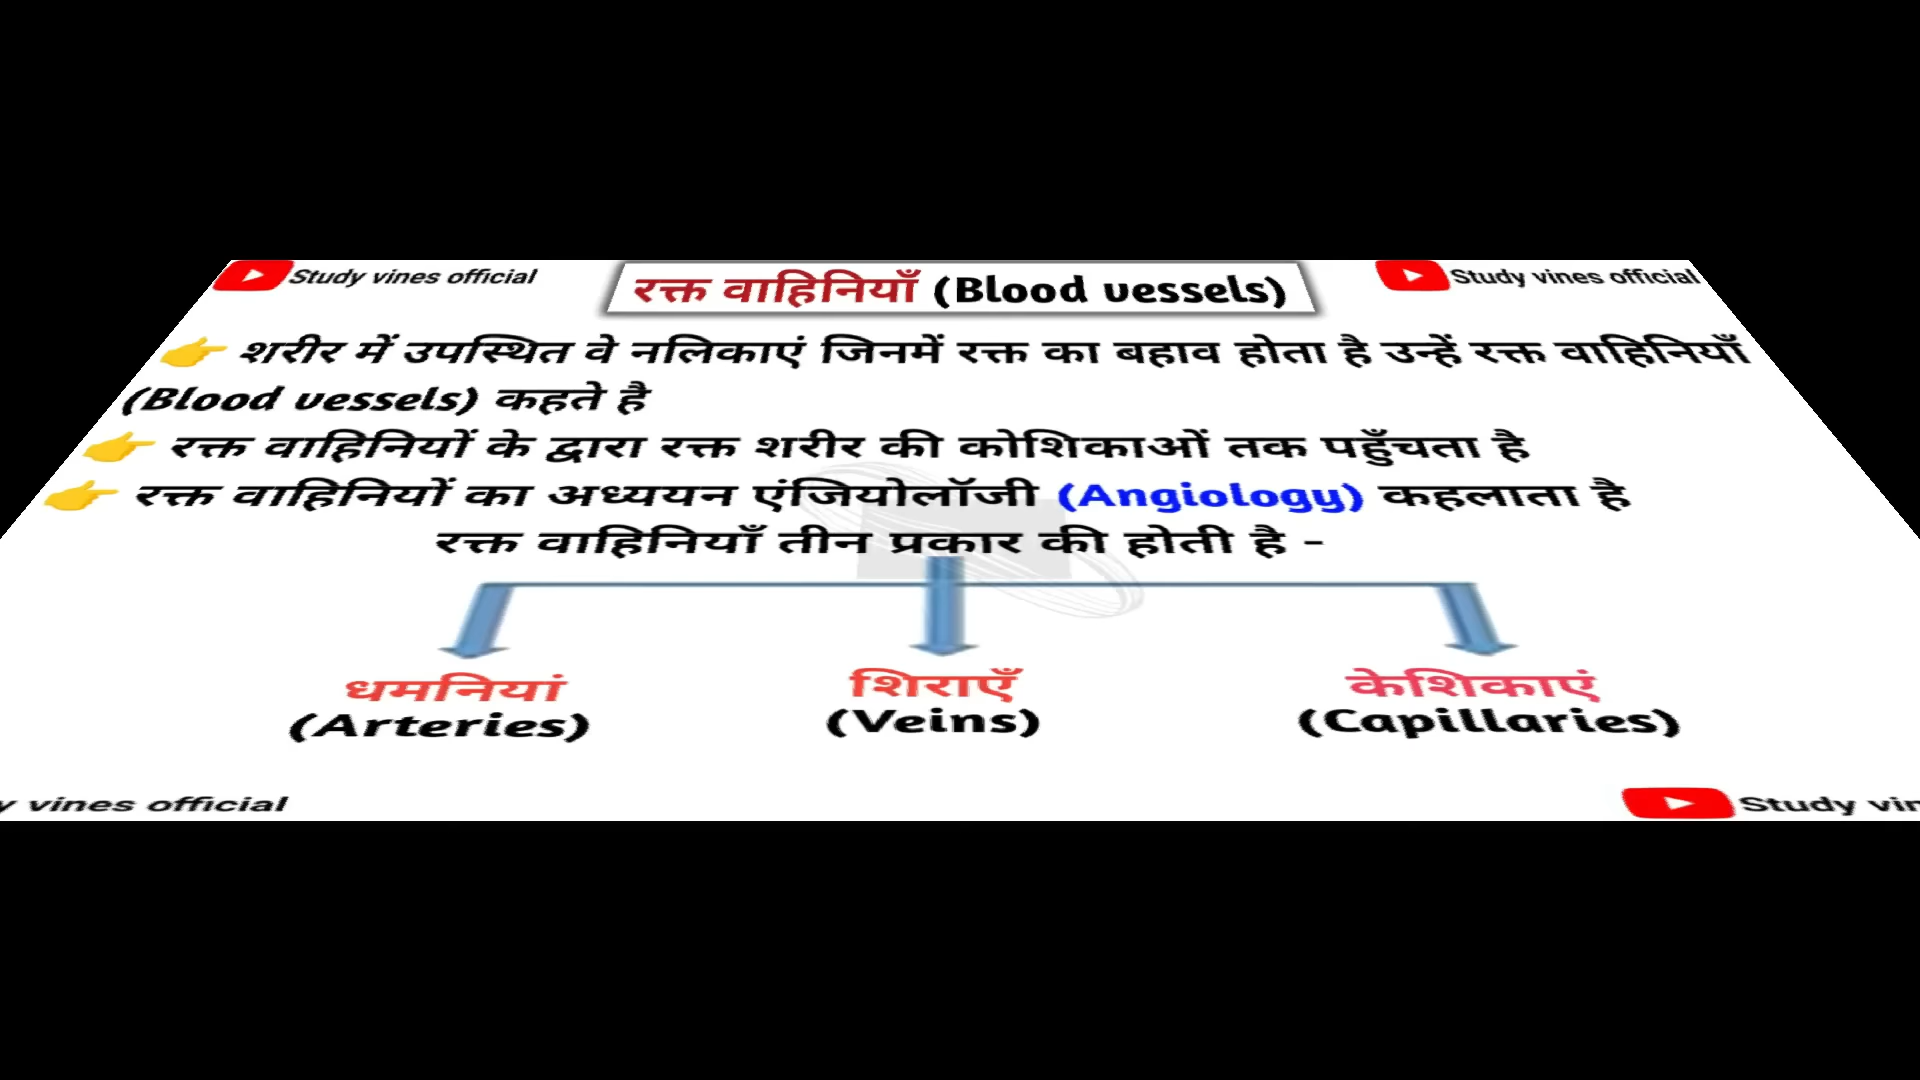 Study vines official
रक्त वाहिनियाँ (Blood vessels)
Study vines official
शरीर में उपस्थित वे नलिकाएं जिनमें रक्त का बहाव होता है उन्हें रक्त वाहिनियाँ
(Blood vessels) कहते है
रक्त वाहिनियों के द्वारा रक्त शरीर की कोशिकाओं तक पहुँचता है
रक्त वाहिनियों का अध्ययन एंजियोलॉजी (Angiology) कहलाता है
रक्त वाहिनियाँ तीन प्रकार की होती है -
धमनियां
(Arteries)
शिराएँ
(Veins)
केशिकाएं
(Capillaries)
vines official
Study